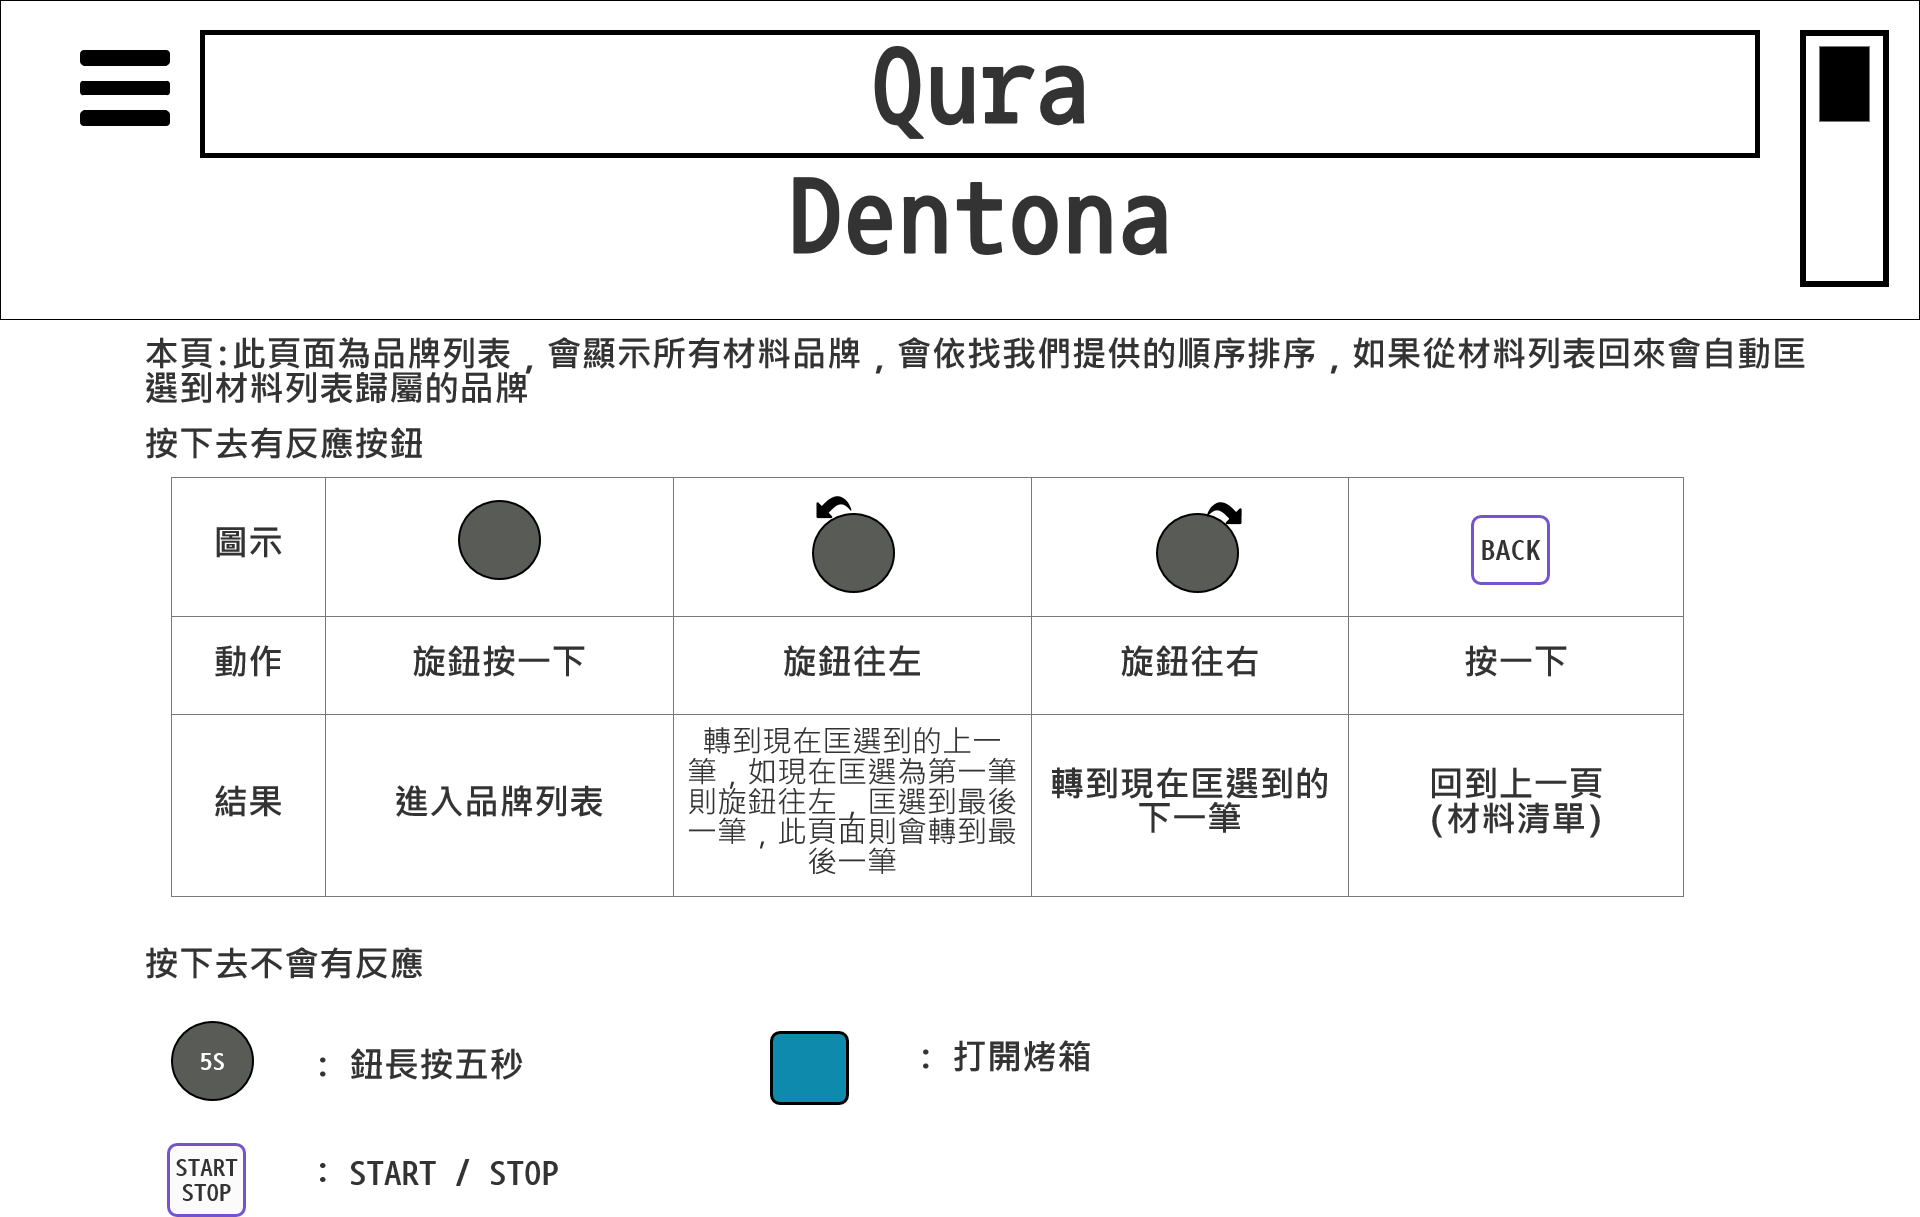 Qura
Dentona
本頁:此頁面為品牌列表,會顯示所有材料品牌,會依找我們提供的順序排序,如果從材料列表回來會自動匡
選到材料列表歸屬的品牌
按下去有反應按鈕
圖示
BACK
動作 旋鈕按一下 旋鈕往左 旋鈕往右 按一下
結果
進入品牌列表
轉到現在匡選到的上一
筆,如現在匡選為第一筆
則旋鈕往左,匡選到最後
一筆,此頁面則會轉到最
後一筆
轉到現在匡選到的
下一筆
回到上一頁
(材料清單)
按下去不會有反應
5S : 鈕長按五秒
: 打開烤箱
START
STOP
: START / STOP